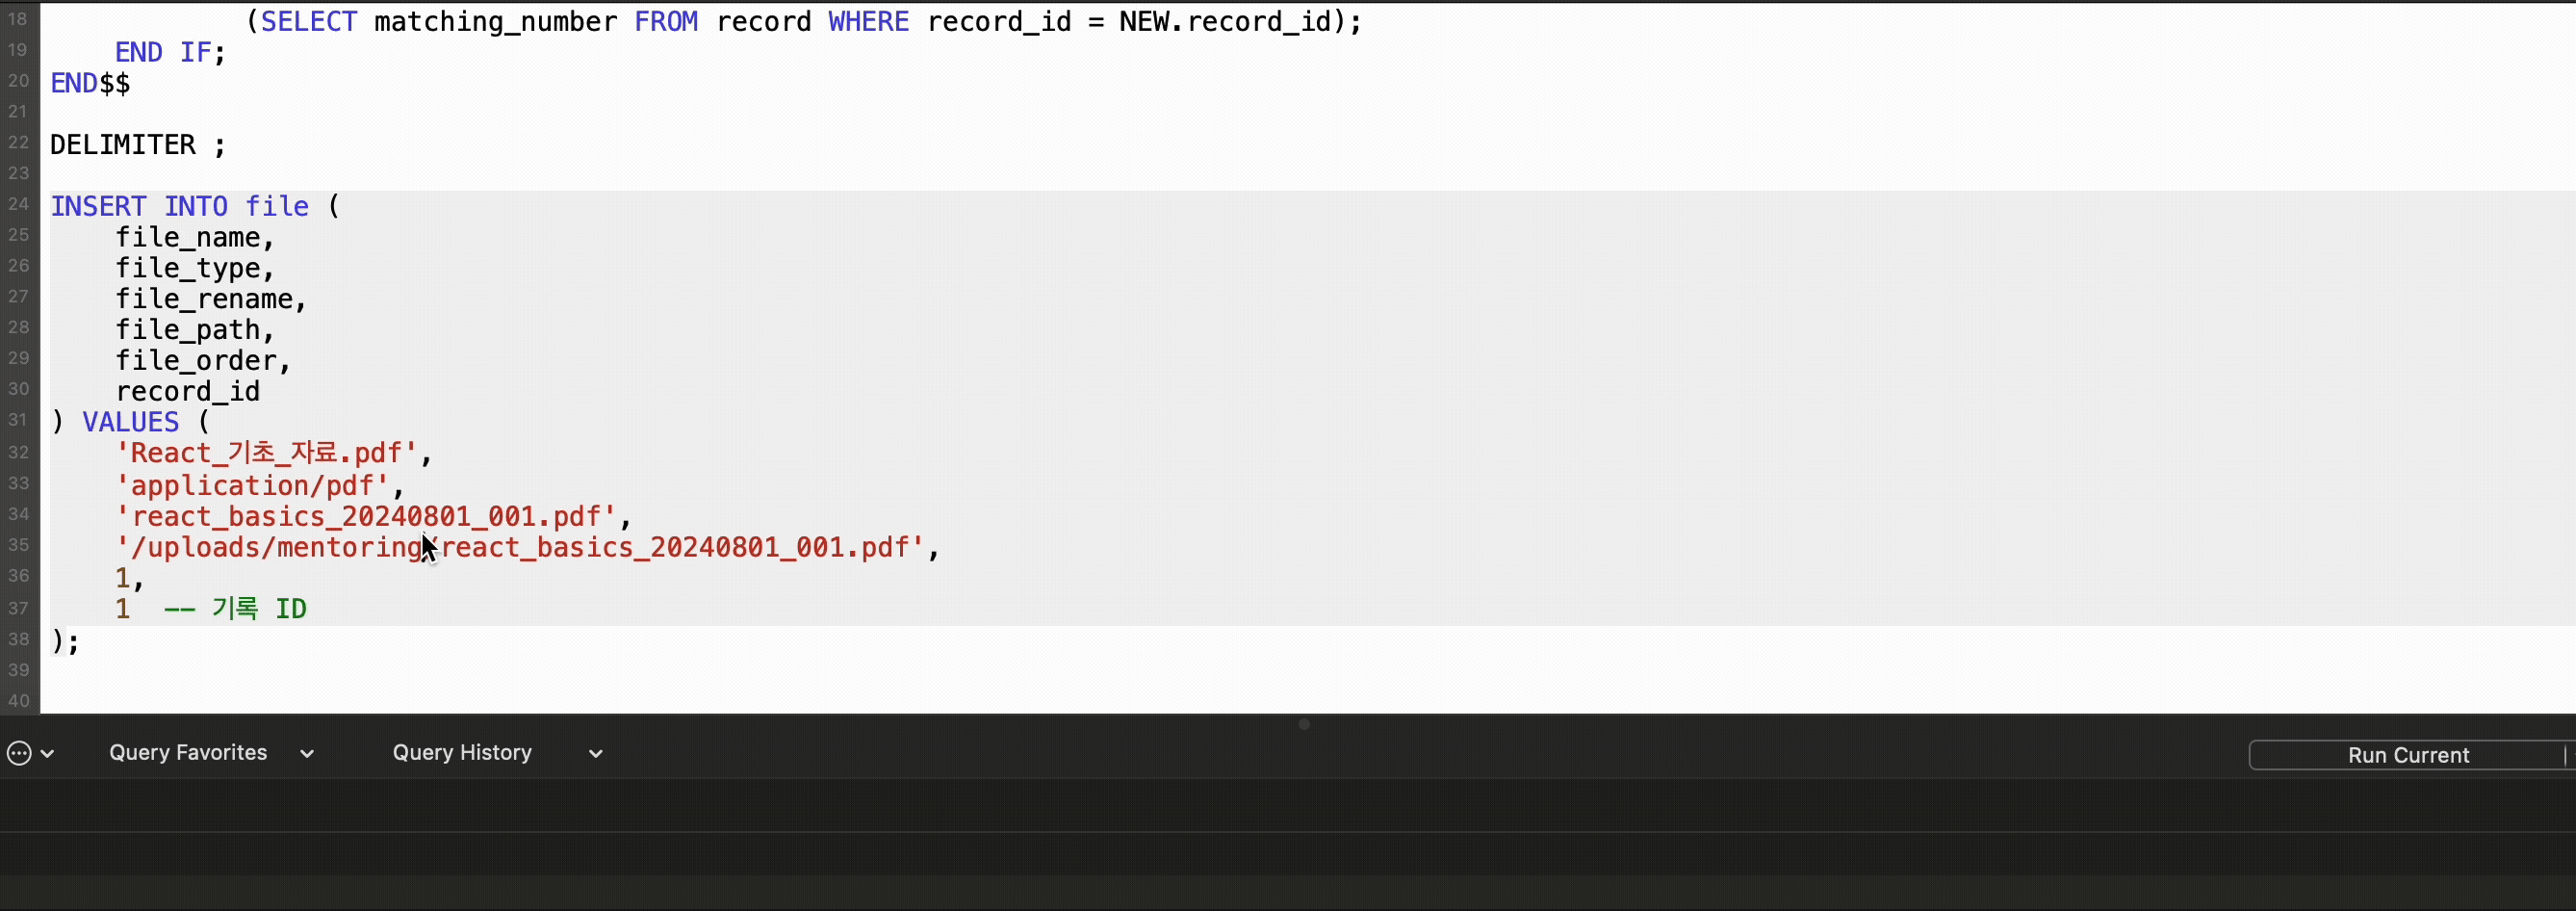 18 (SELECT matching_number FROM record WHERE record_id = NEW.record_id);
19 END IF;
20 END$$
21
22 DELIMITER ;
23
24 INSERT INTO file (
25 file_name,
26 file_type,
27 file_rename,
28 file_path,
29 file_order,
30 record_id
31 ) VALUES (
32 'React_기초_자료.pdf',
33 'application/pdf',
34 'react_basics_20240801_001.pdf',
35 '/uploads/mentoring/react_basics_20240801_001.pdf',
36 1,
37 1 -- 기록 ID
38 );
39
40
Query Favorites Query History Run Current